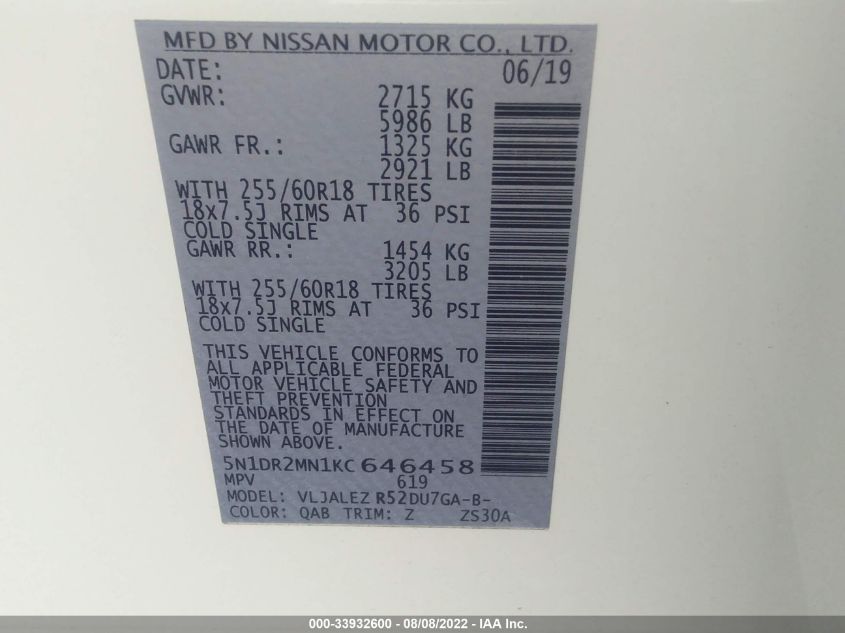 MFD BY NISSAN MOTOR CO., LTD.
DATE: 06/19
GVWR: 2715 KG
5986 LB
GAWR FR.: 1325 KG
2921 LB
WITH 255/60R18 TIRES
18x7.5J RIMS AT 36 PSI
COLD SINGLE
GAWR RR.: 1454 KG
3205 LB
WITH 255/60R18 TIRES
18x7.5J RIMS AT 36 PSI
COLD SINGLE
THIS VEHICLE CONFORMS TO
ALL APPLICABLE FEDERAL
MOTOR VEHICLE SAFETY AND
THEFT PREVENTION
STANDARDS IN EFFECT ON
THE DATE OF MANUFACTURE
SHOWN ABOVE.
5N1DR2MN1KC646458
MPV 619
MODEL: VLJALEZ R52DU7GA-B-
COLOR: QAB TRIM: Z ZS30A
000-33932600 - 08/08/2022 - IAA Inc.